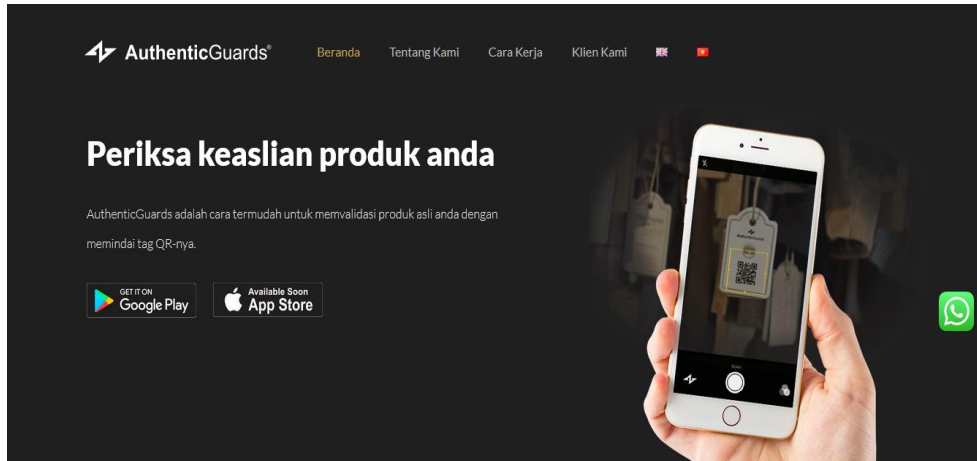 AuthenticGuards®
Beranda
Tentang Kami
Cara Kerja
Klien Kami
Periksa keaslian produk anda
AuthenticGuards adalah cara termudah untuk memvalidasi produk asli anda dengan
memindai tag QR-nya.
GET IT ON
Google Play
Available Soon
App Store
AuthenticGuards